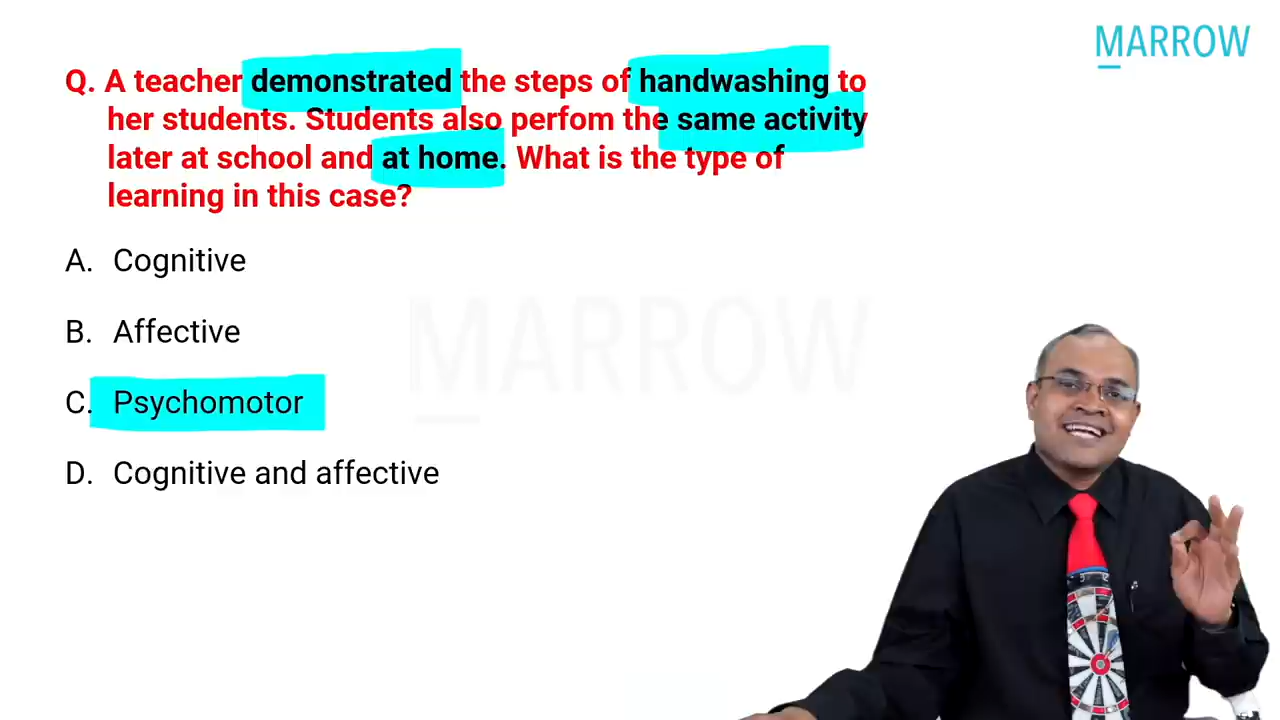 MARROW
Q. A teacher demonstrated the steps of handwashing to
her students. Students also perfom the same activity
later at school and at home. What is the type of
learning in this case?
A. Cognitive
B. Affective
MARROW
C. Psychomotor
D. Cognitive and affective